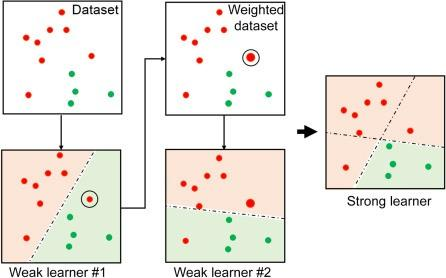 Dataset
Weighted
dataset
Strong learner
Weak learner #1
Weak learner #2